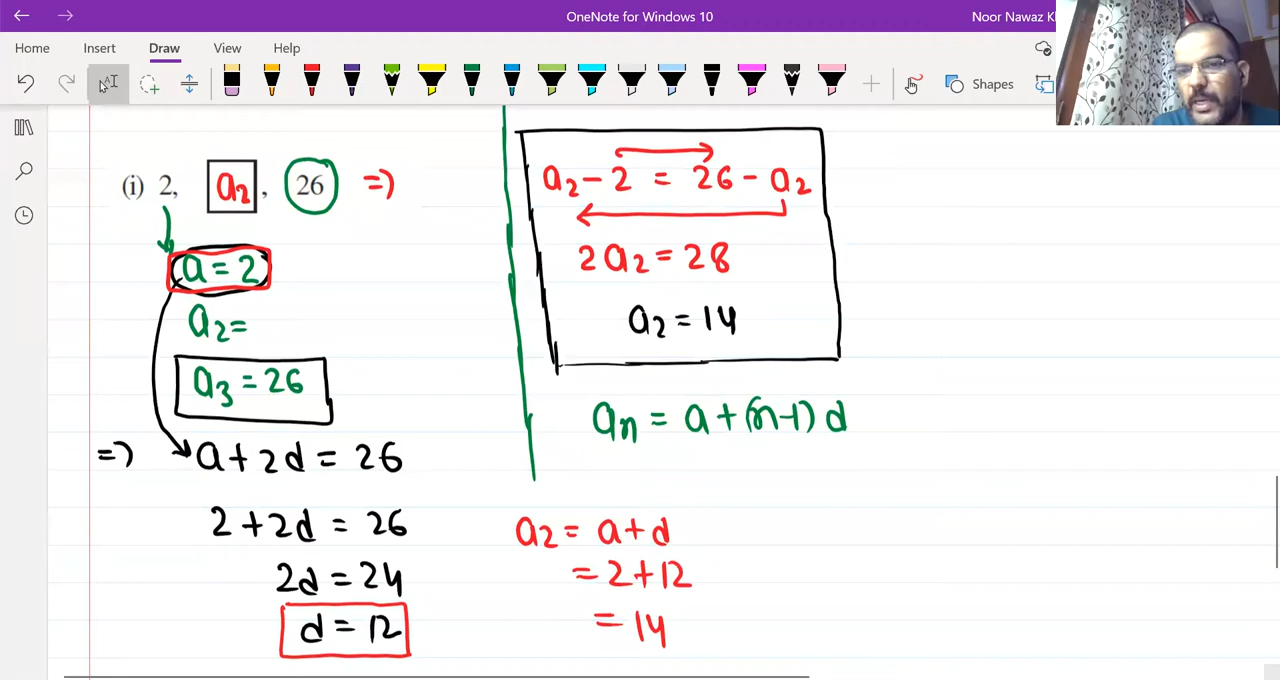 OneNote for Windows 10
Noor Nawaz
Home Insert Draw View Help
Shapes
(i) 2, a₂, 26 =>
a = 2
a₂ =
a₃ = 26
=> a + 2d = 26
2 + 2d = 26
2d = 24
d = 12
a₂ - 2 = 26 - a₂
2a₂ = 28
a₂ = 14
aₙ = a + (n-1) d
a₂ = a + d
= 2 + 12
= 14